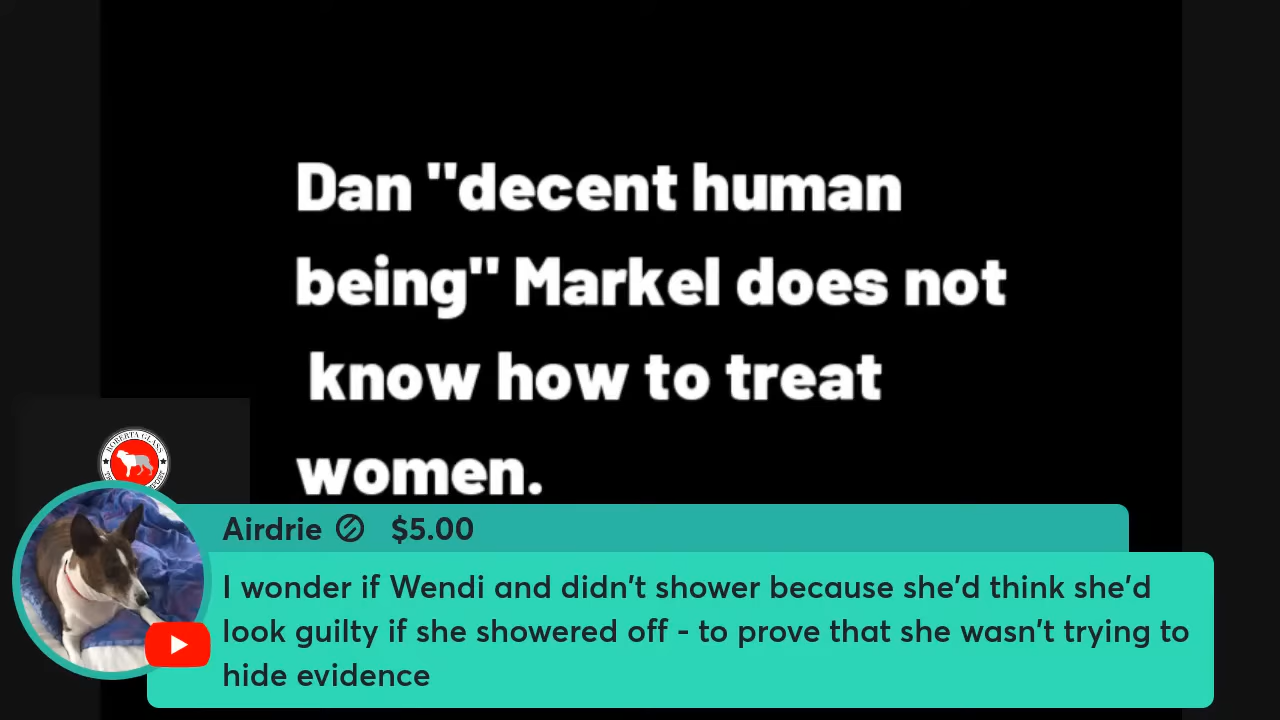 Dan "decent human
being" Markel does not
know how to treat
women.
ROBERTA GLASS
Airdrie $5.00
I wonder if Wendi and didn't shower because she'd think she'd
look guilty if she showered off - to prove that she wasn't trying to
hide evidence